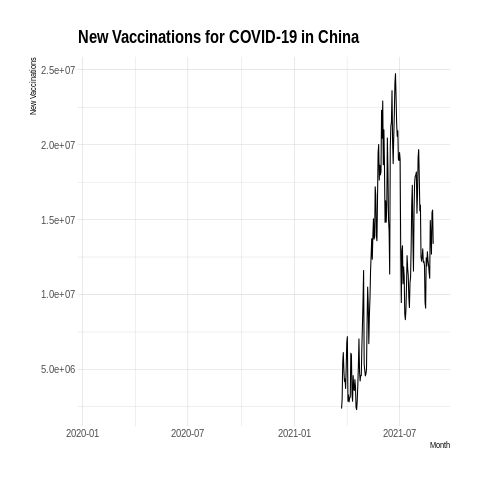 New Vaccinations for COVID-19 in China
New Vaccinations
2.5e+07
2.0e+07
1.5e+07
1.0e+07
5.0e+06
2020-01
2020-07
2021-01
2021-07
Month